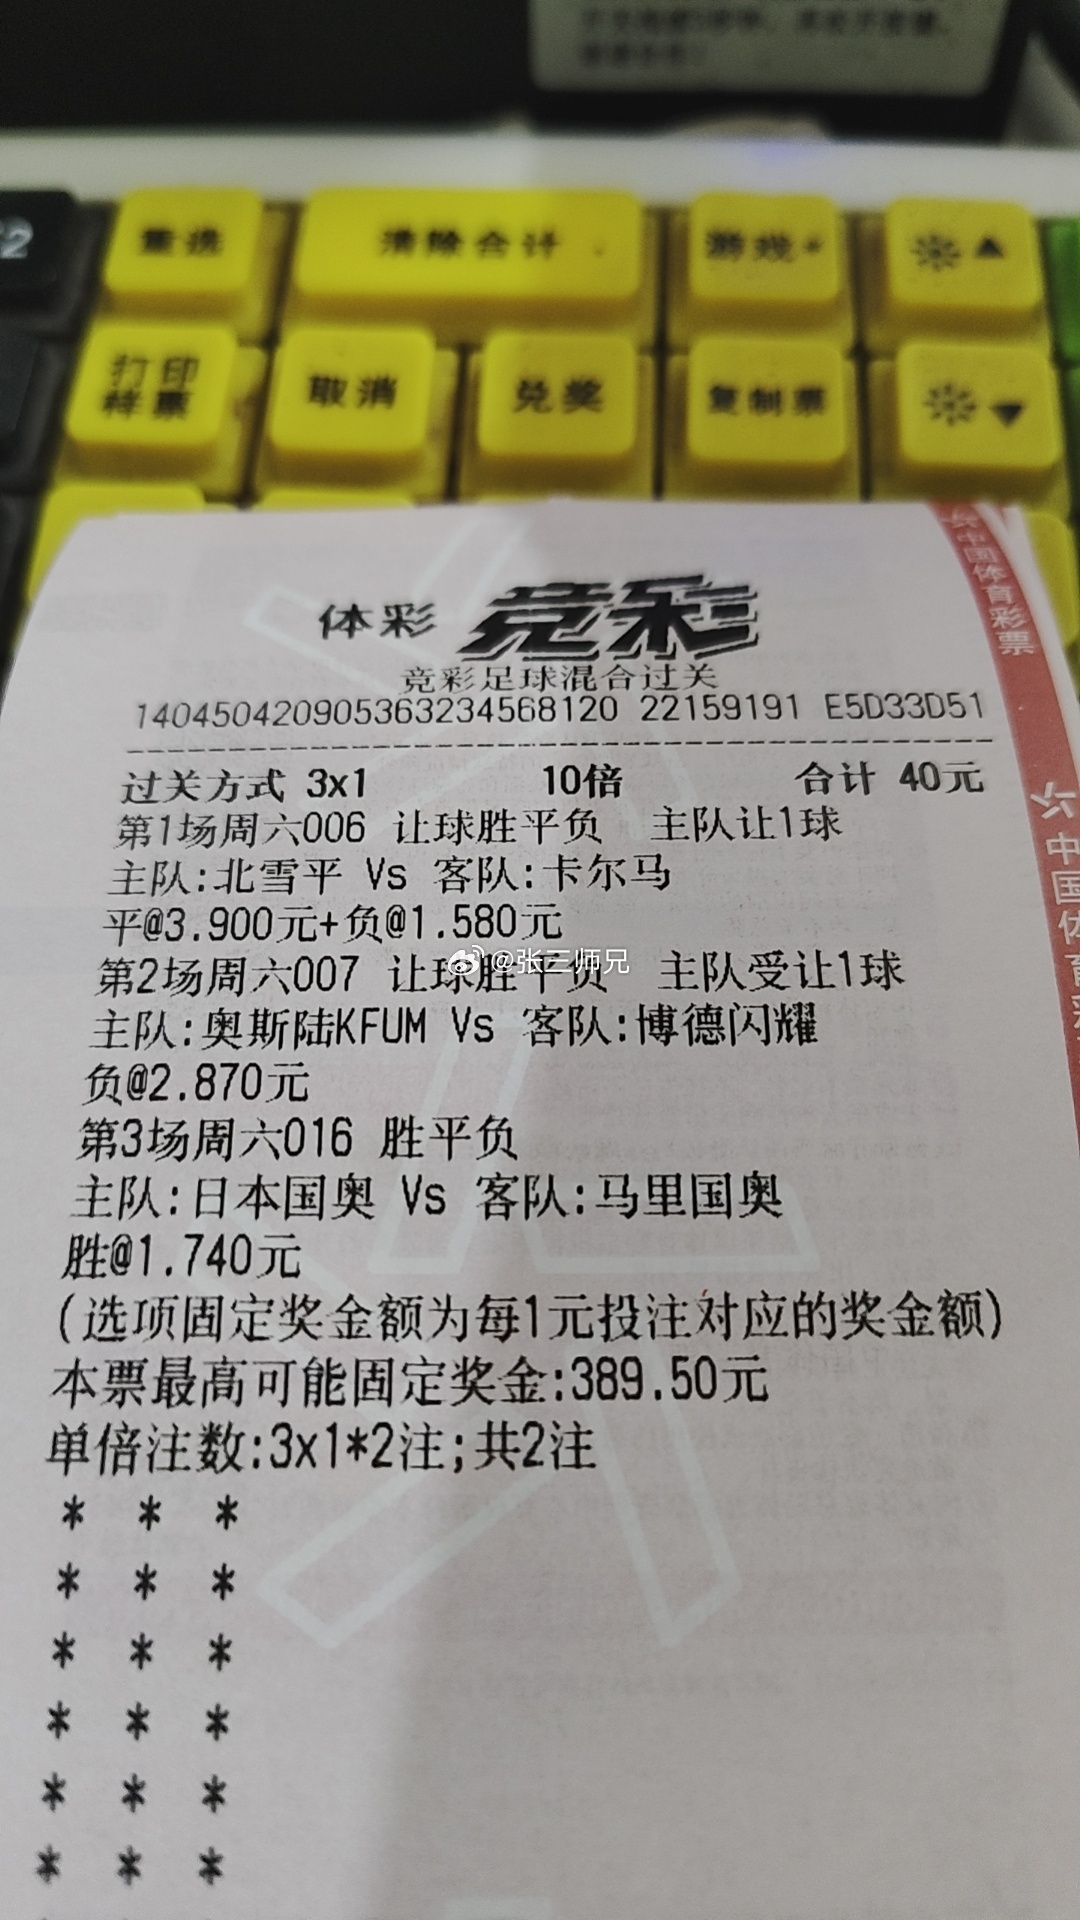 重选
清除合计
游戏+
打印
样票
取消
兑奖
复制票
中国体育彩票
体彩 竞彩
竞彩足球混合过关
140450420905363234568120 22159191 E5D33D51
过关方式 3x1 10倍 合计 40元
第1场周六006 让球胜平负 主队让1球
主队:北雪平 Vs 客队:卡尔马
平@3.900元+负@1.580元
@张三师兄
第2场周六007 让球胜平负 主队受让1球
主队:奥斯陆KFUM Vs 客队:博德闪耀
负@2.870元
第3场周六016 胜平负
主队:日本国奥 Vs 客队:马里国奥
胜@1.740元
(选项固定奖金额为每1元投注对应的奖金额)
本票最高可能固定奖金:389.50元
单倍注数:3x1*2注;共2注
* * *
* * *
* * *
* * *
* * *
* * *
中国体育彩